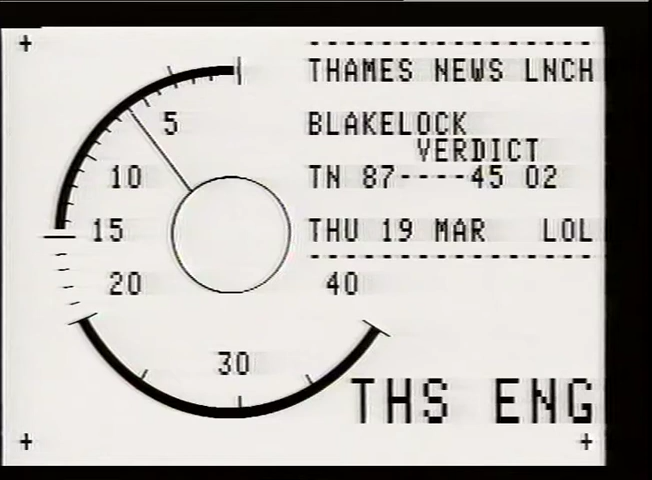 THAMES NEWS LNCH
BLAKELOCK
VERDICT
TN 87----45 02
THU 19 MAR LOL
5
10
15
20
30
40
THS ENG